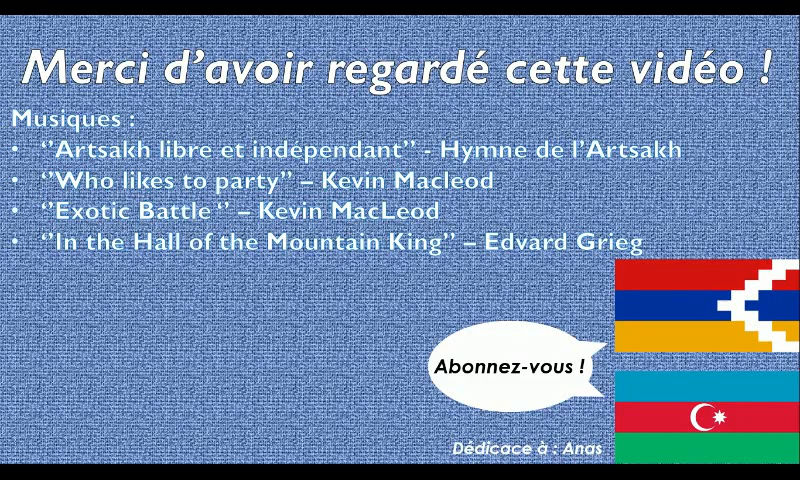 Merci d'avoir regardé cette vidéo !
Musiques :
• ‘’Artsakh libre et indépendant’’ - Hymne de l’Artsakh
• ‘’Who likes to party’’ – Kevin Macleod
• ‘’Exotic Battle ‘’ – Kevin MacLeod
• ‘’In the Hall of the Mountain King’’ – Edvard Grieg
Abonnez-vous !
Dédicace à : Anas